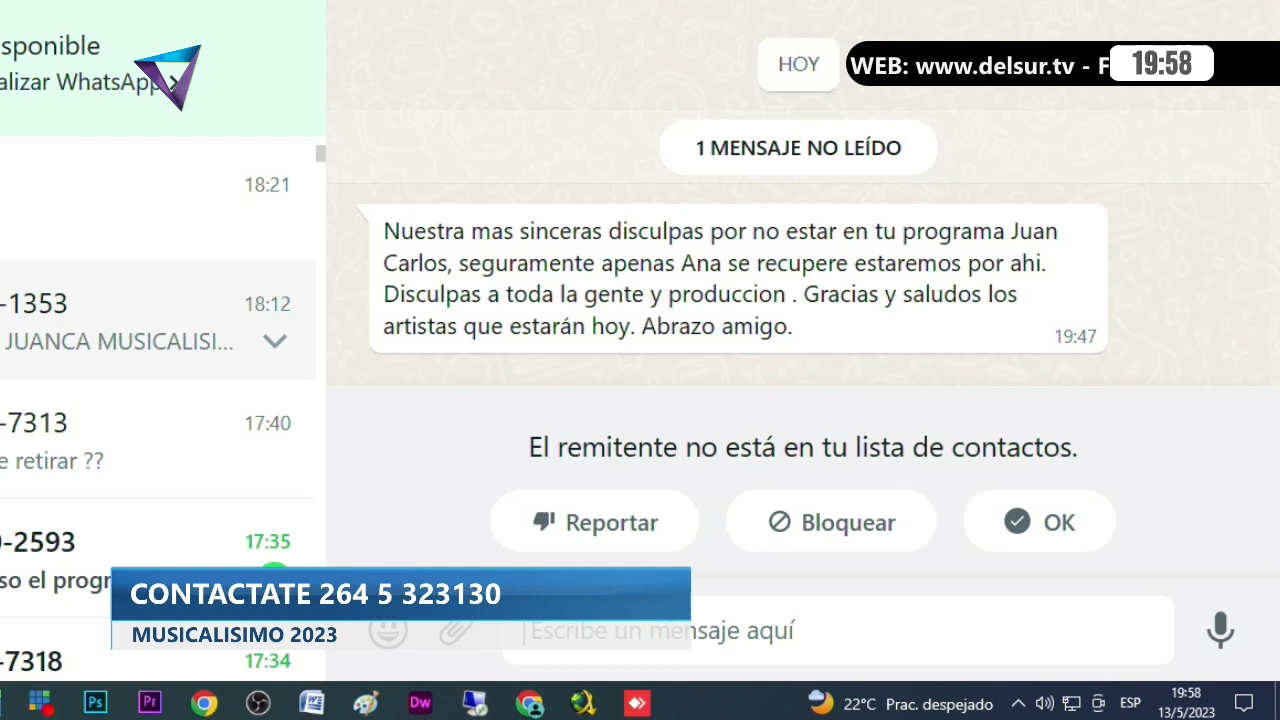 sponible
alizar WhatsApp
HOY
WEB: www.delsur.tv - F
19:58
1 MENSAJE NO LEÍDO
18:21
Nuestra mas sinceras disculpas por no estar en tu programa Juan
Carlos, seguramente apenas Ana se recupere estaremos por ahi.
Disculpas a toda la gente y produccion . Gracias y saludos los
artistas que estarán hoy. Abrazo amigo.
19:47
-1353
18:12
JUANCA MUSICALISI...
-7313
17:40
e retirar ??
El remitente no está en tu lista de contactos.
Reportar
Bloquear
OK
-2593
17:35
so el progr
CONTACTATE 264 5 323130
MUSICALISIMO 2023
Escribe un mensaje aquí
-7318
17:34
Ps
Pr
W
Dw
22°C Prac. despejado
ESP
19:58
13/5/2023